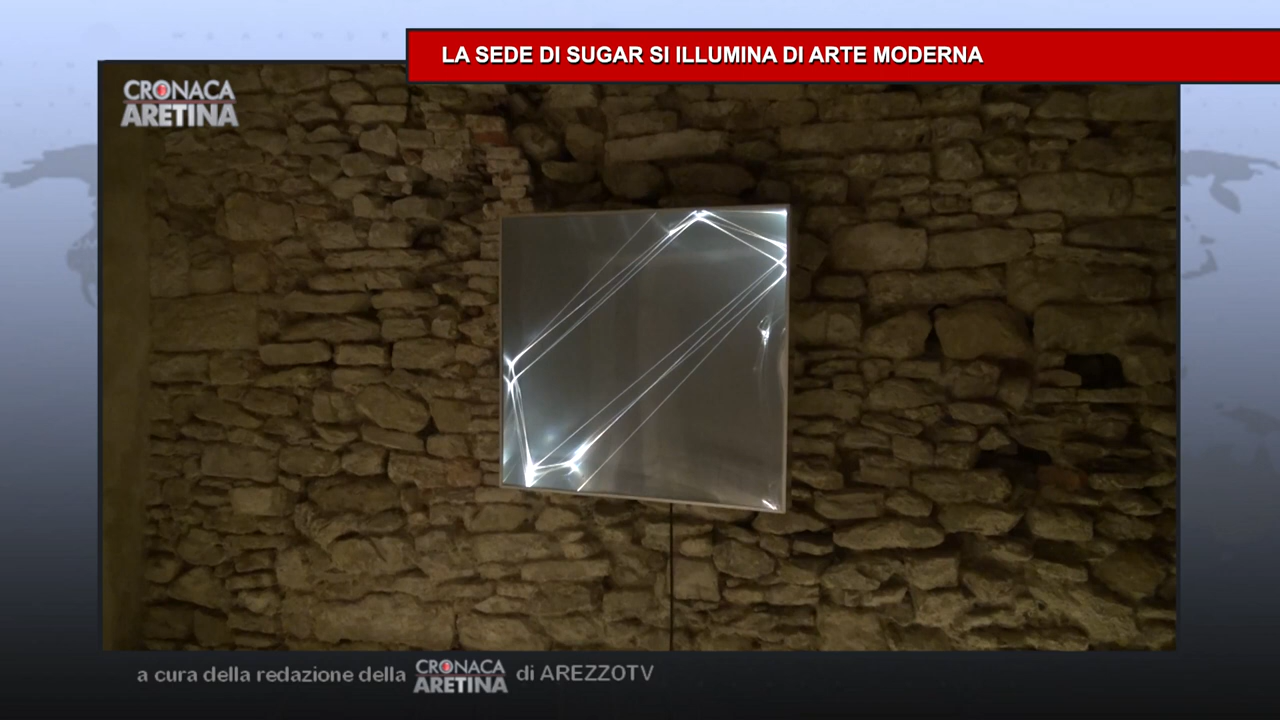 LA SEDE DI SUGAR SI ILLUMINA DI ARTE MODERNA
CRONACA
ARETINA
a cura della redazione della CRONACA ARETINA di AREZZOTV